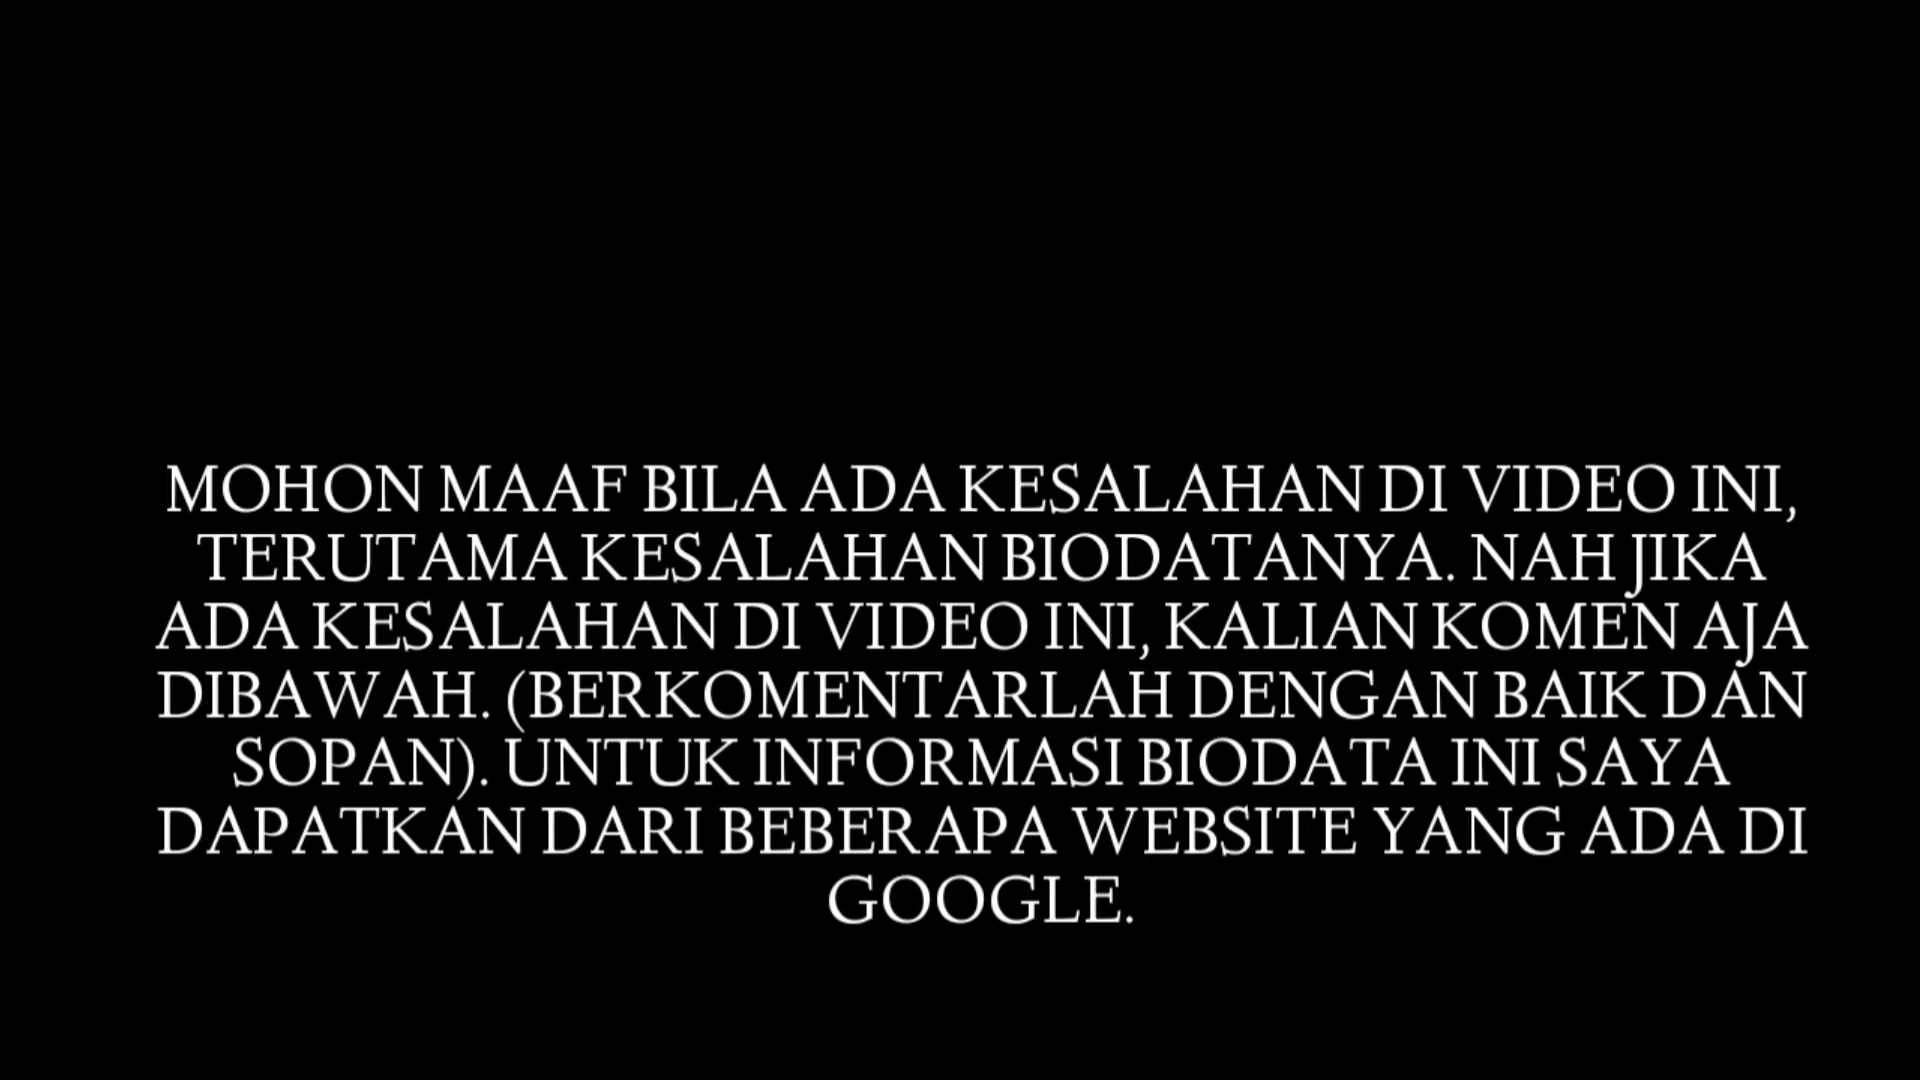 MOHON MAAF BILA ADA KESALAHAN DI VIDEO INI,
TERUTAMA KESALAHAN BIODATANYA. NAH JIKA
ADA KESALAHAN DI VIDEO INI, KALIAN KOMEN AJA
DIBAWAH. (BERKOMENTARLAH DENGAN BAIK DAN
SOPAN). UNTUK INFORMASI BIODATA INI SAYA
DAPATKAN DARI BEBERAPA WEBSITE YANG ADA DI
GOOGLE.